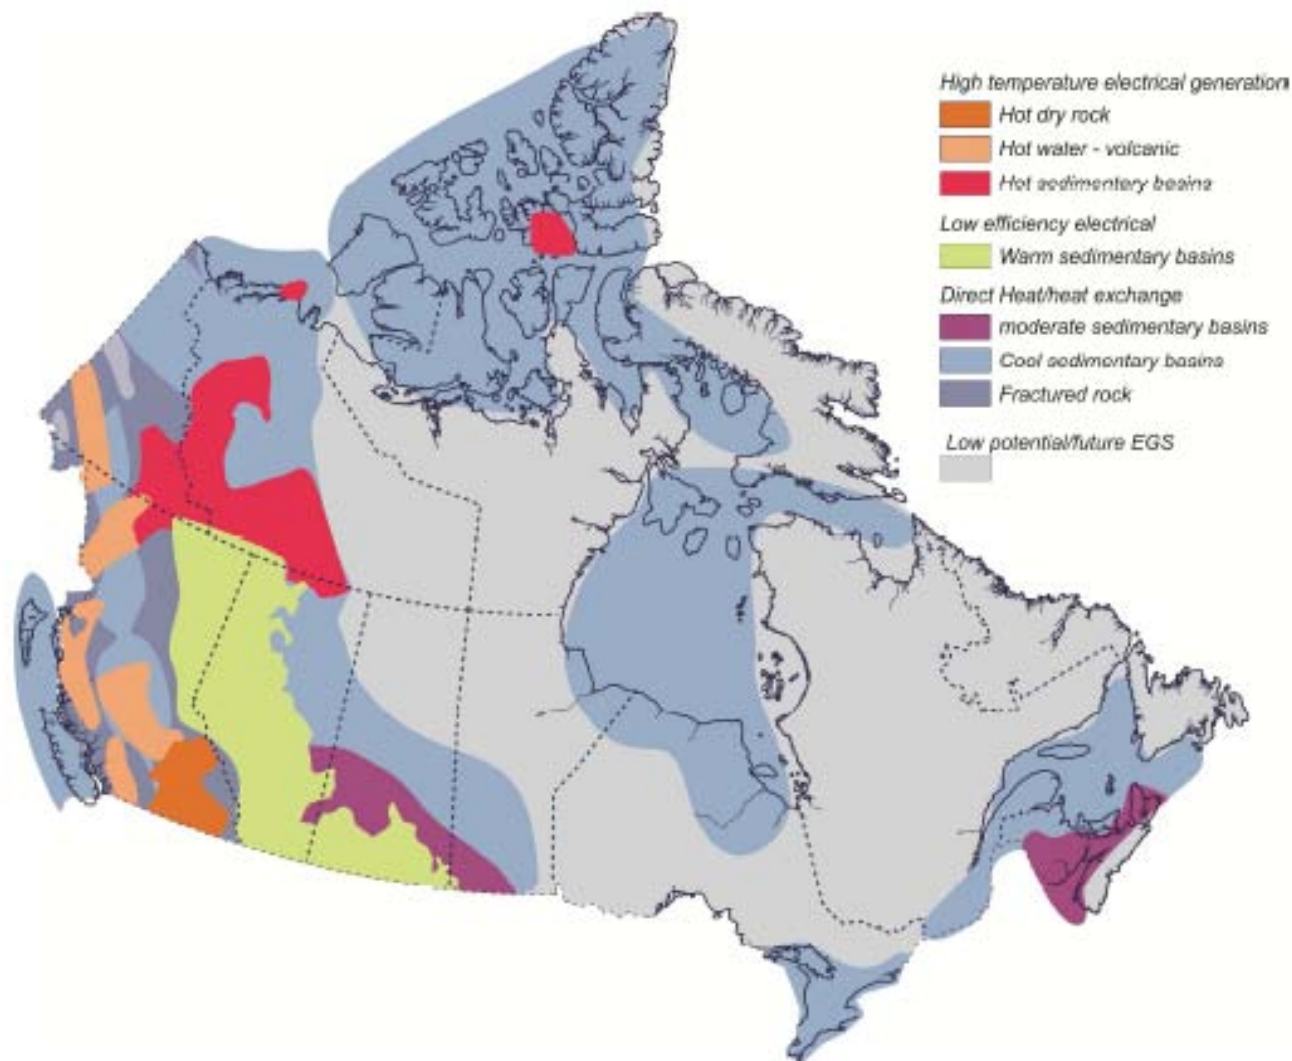 High temperature electrical generation
Hot dry rock
Hot water - volcanic
Hot sedimentary basins
Low efficiency electrical
Warm sedimentary basins
Direct Heat/heat exchange
moderate sedimentary basins
Cool sedimentary basins
Fractured rock
Low potential/future EGS